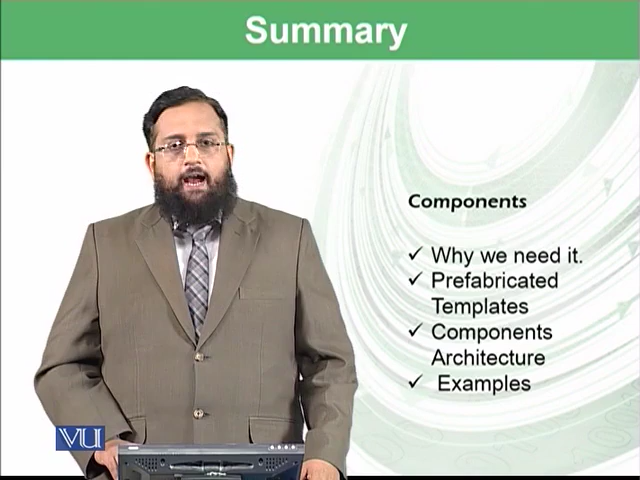 Summary
Components
✓ Why we need it.
✓ Prefabricated
Templates
✓ Components
Architecture
✓ Examples
VU